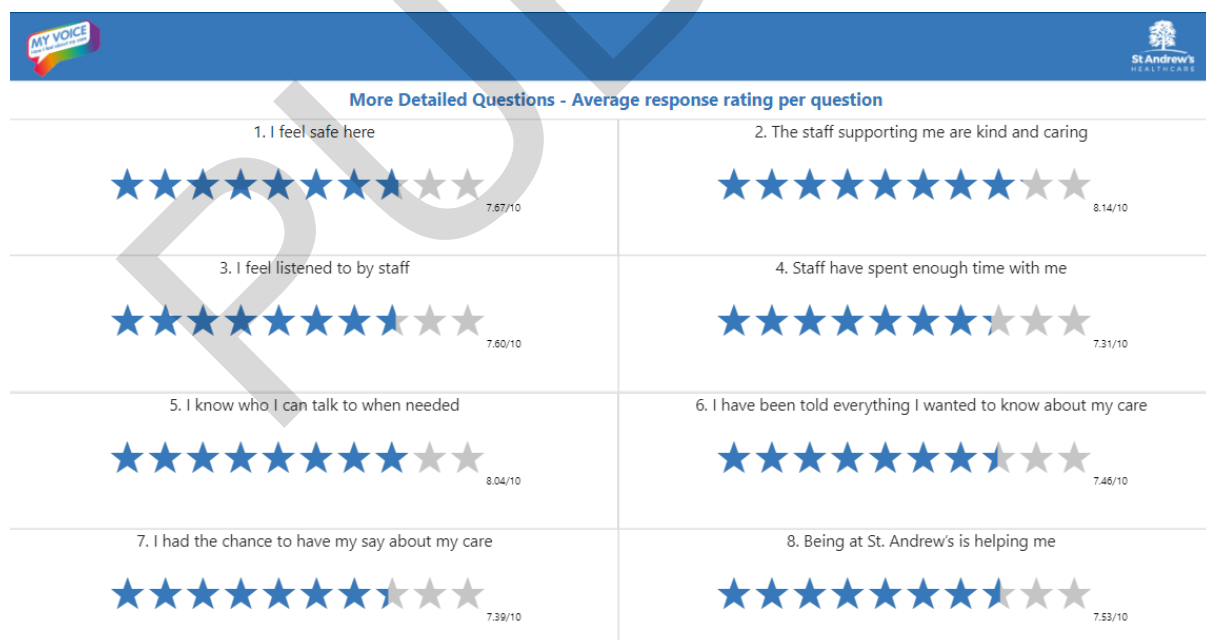 MY VOICE
How I feel about my care
St Andrew's
HEALTHCARE
More Detailed Questions - Average response rating per question
1. I feel safe here
7.67/10
2. The staff supporting me are kind and caring
8.14/10
3. I feel listened to by staff
7.60/10
4. Staff have spent enough time with me
7.31/10
5. I know who I can talk to when needed
8.04/10
6. I have been told everything I wanted to know about my care
7.46/10
7. I had the chance to have my say about my care
7.39/10
8. Being at St. Andrew's is helping me
7.53/10